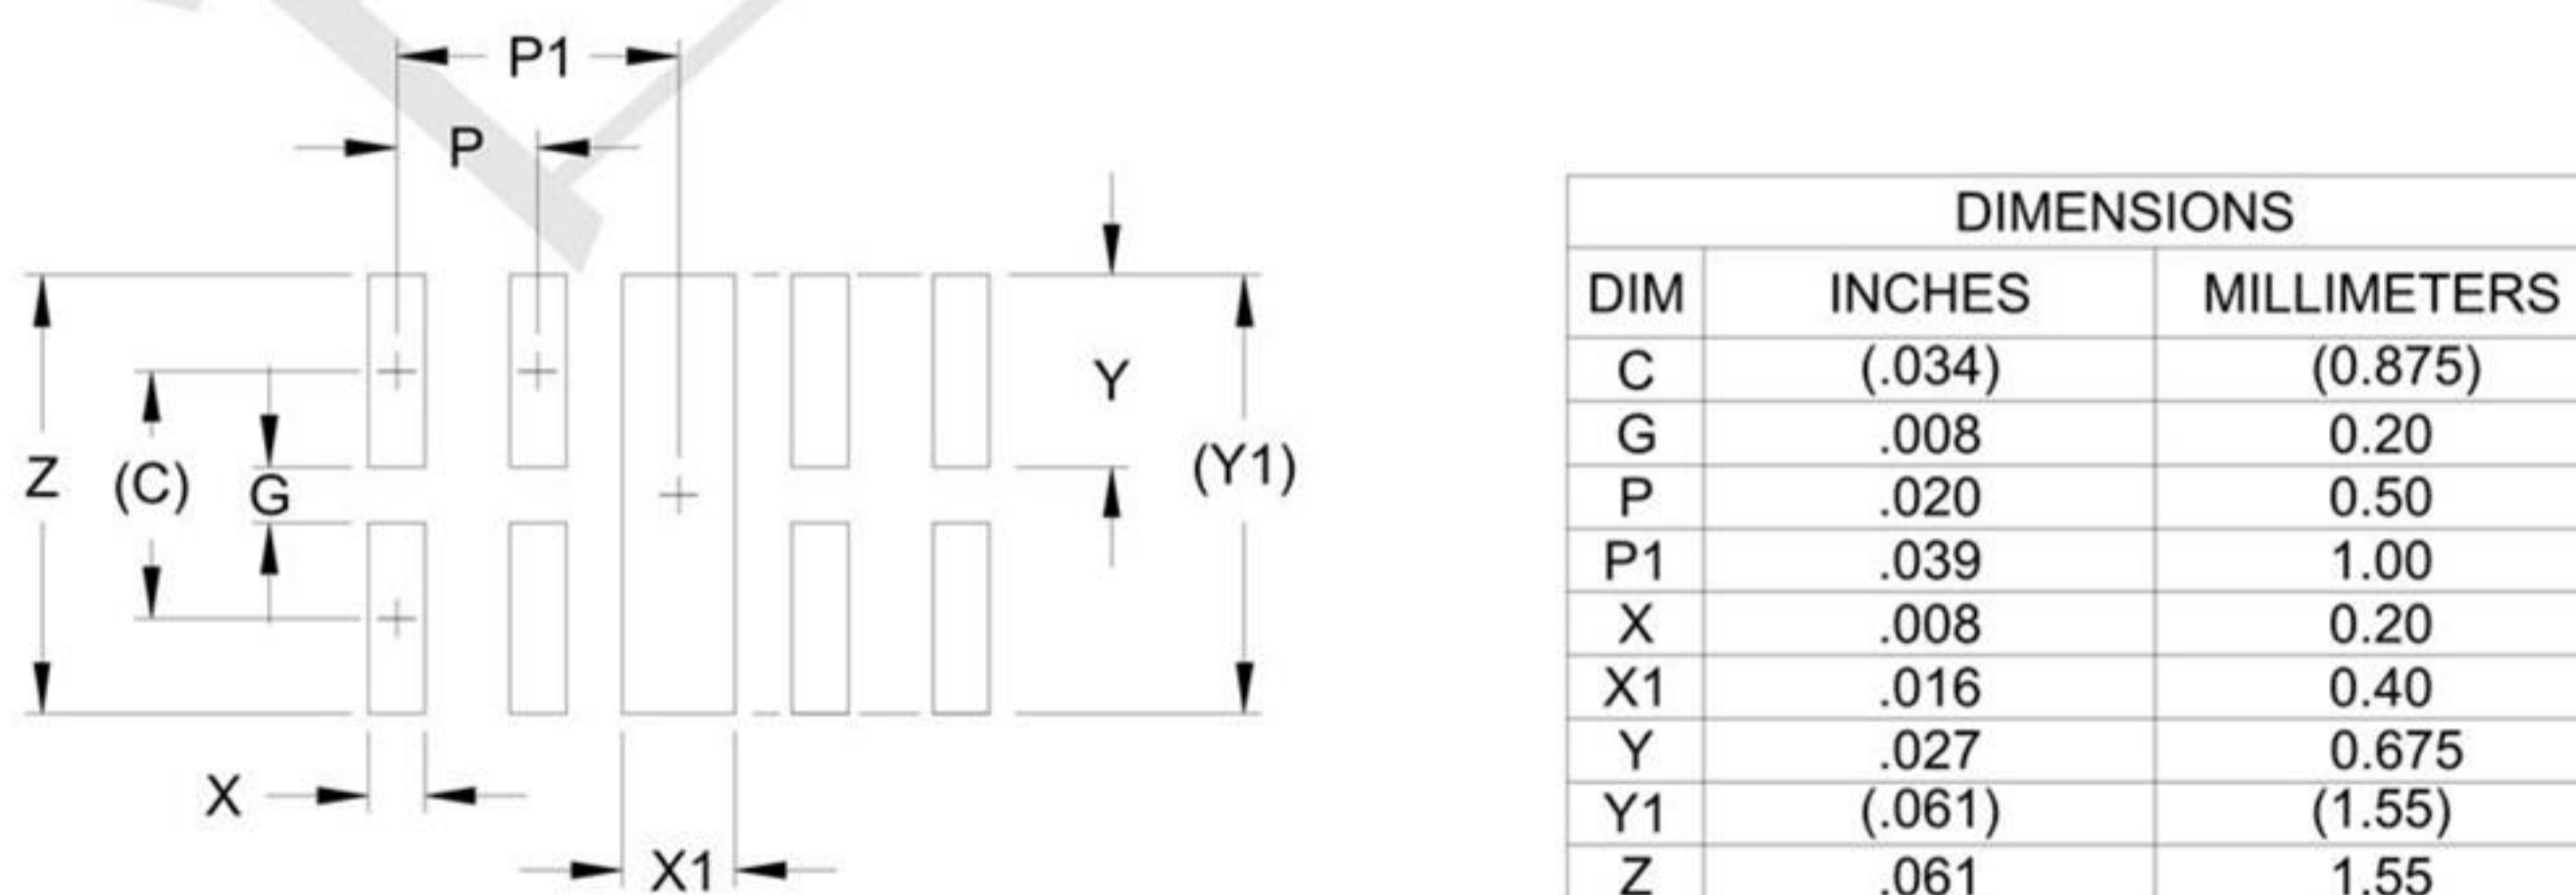 P1
P
Y
Z
(C)
G
(Y1)
X
X1
DIMENSIONS
DIM INCHES MILLIMETERS
C (.034) (0.875)
G .008 0.20
P .020 0.50
P1 .039 1.00
X .008 0.20
X1 .016 0.40
Y .027 0.675
Y1 (.061) (1.55)
Z .061 1.55